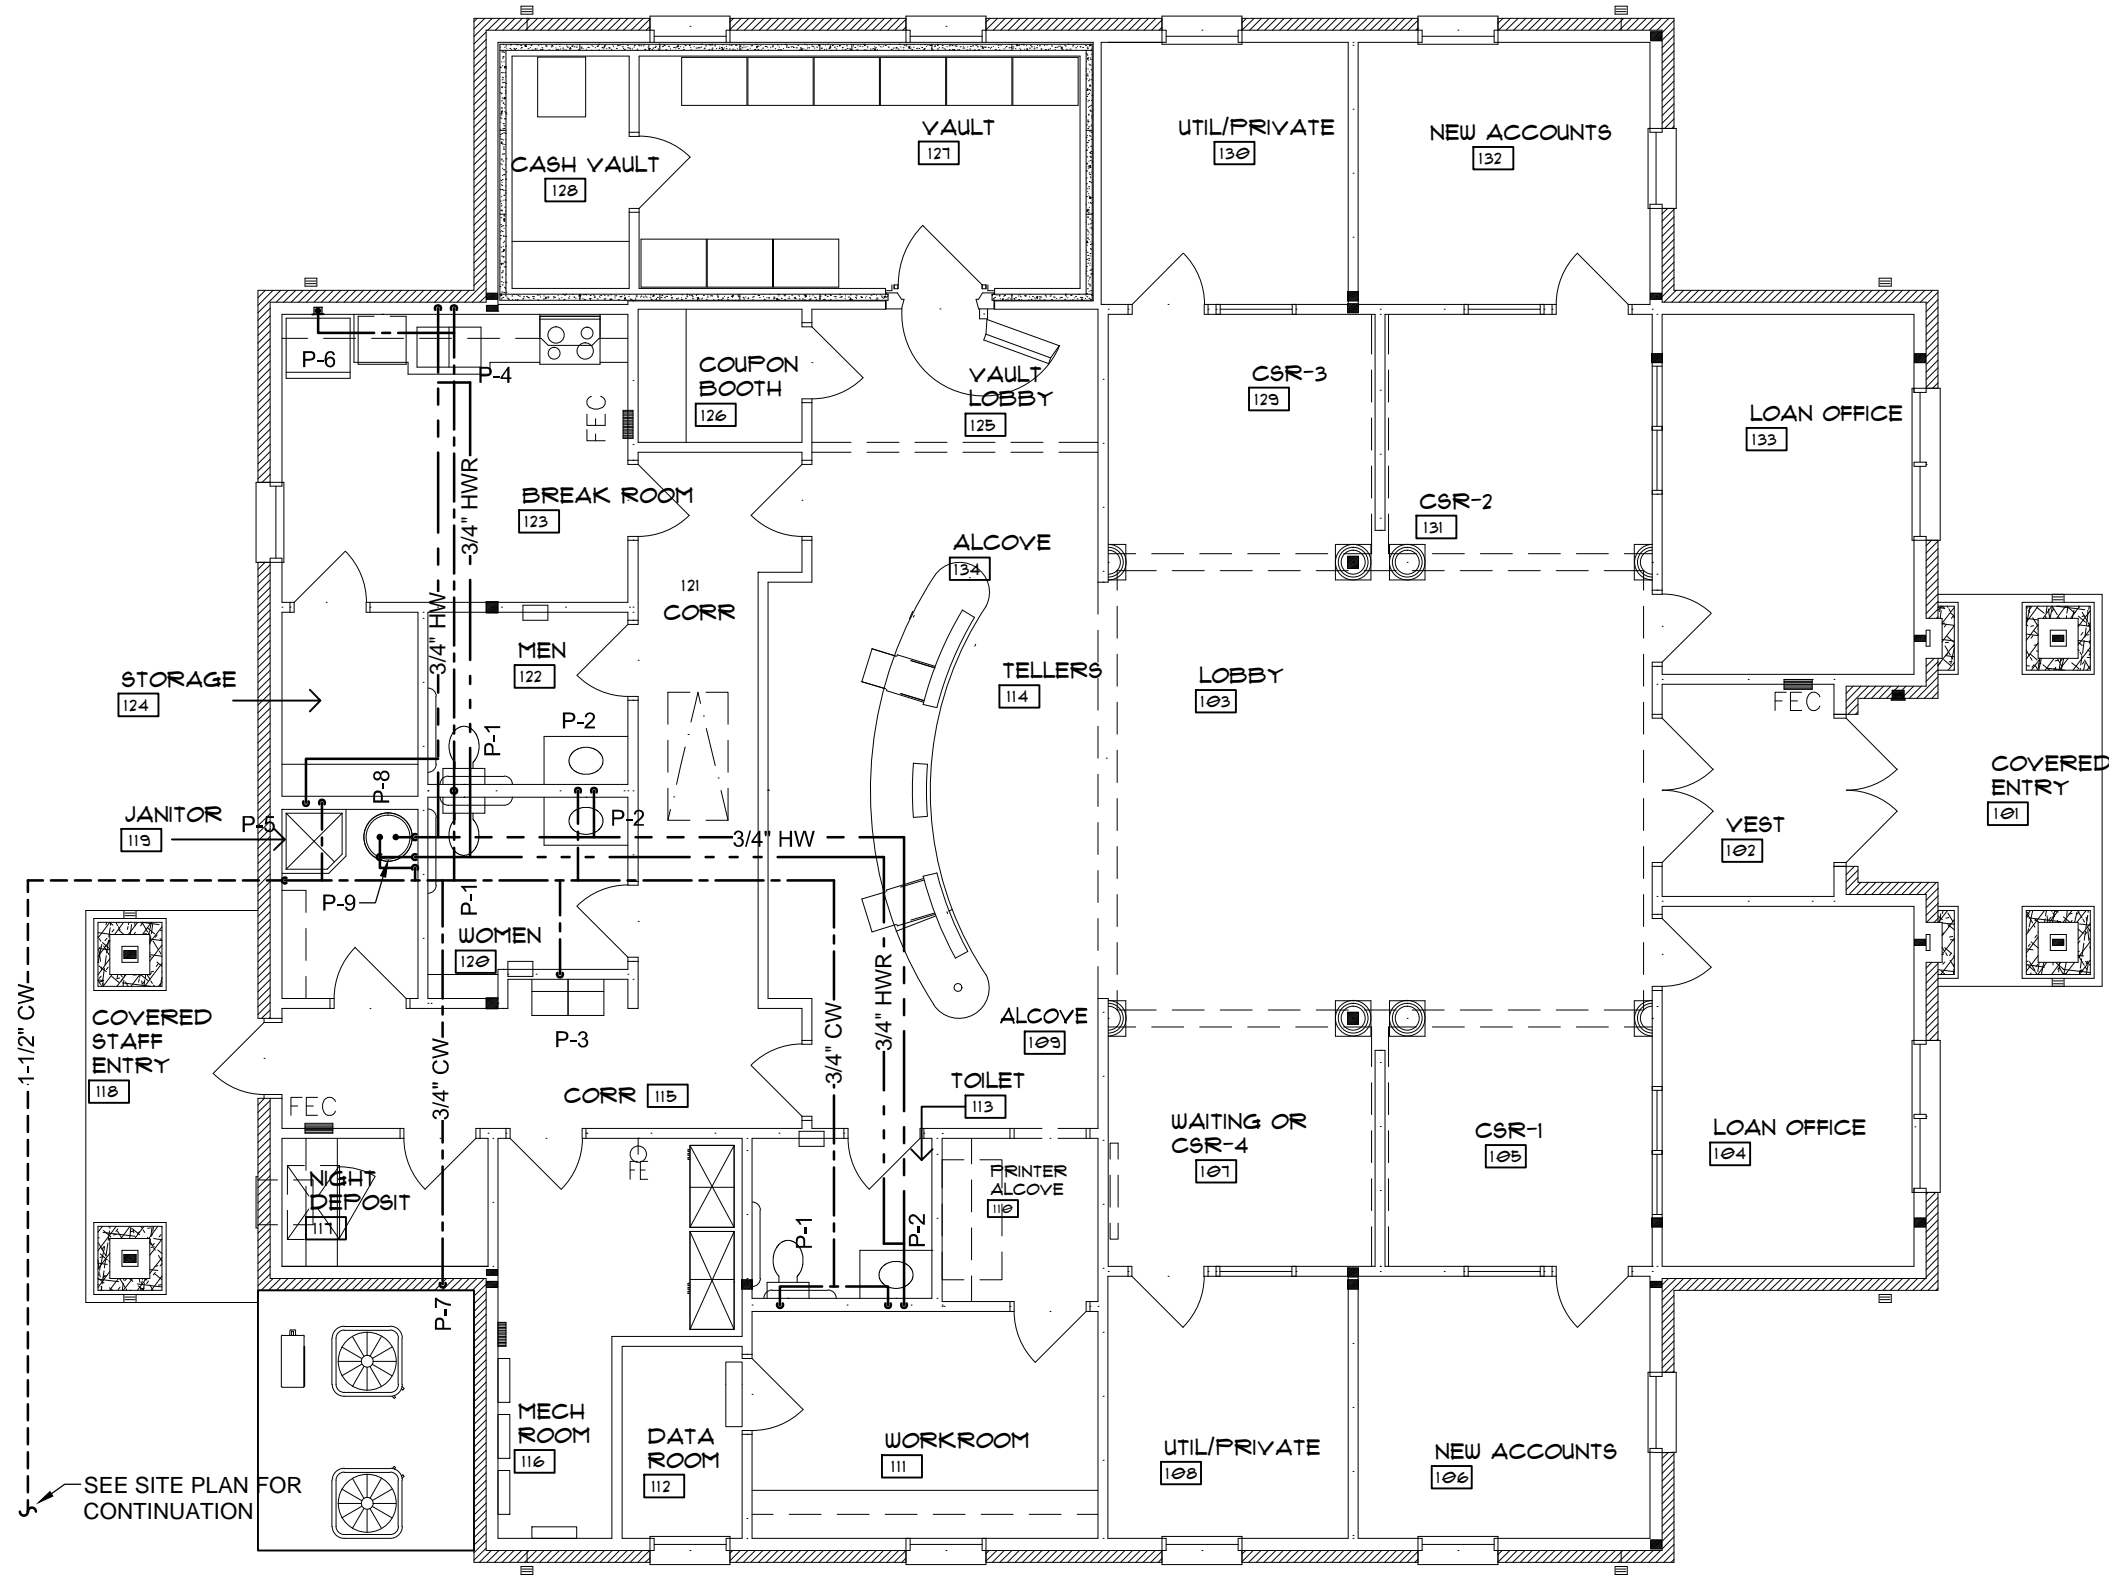 VAULT
127
UTIL/PRIVATE
130
NEW ACCOUNTS
132
CASH VAULT
128
P-6
P-4
COUPON
BOOTH
126
VAULT
LOBBY
125
CSR-3
129
LOAN OFFICE
133
FEC
3/4" HWR
BREAK ROOM
123
CSR-2
131
ALCOVE
134
121
CORR
3/4" HW
MEN
122
STORAGE
124
TELLERS
114
LOBBY
103
FEC
P-1
P-2
P-8
COVERED
ENTRY
101
JANITOR
119
P-5
P-2
3/4" HW
VEST
102
P-9
P-1
WOMEN
120
1-1/2" CW
COVERED
STAFF
ENTRY
118
3/4" CW
P-3
3/4" CW
3/4" HWR
ALCOVE
109
CORR 115
TOILET
113
FEC
WAITING OR
CSR-4
107
CSR-1
105
LOAN OFFICE
104
NIGHT
DEPOSIT
117
FE
PRINTER
ALCOVE
110
P-1
P-2
P-7
MECH
ROOM
116
DATA
ROOM
112
WORKROOM
111
UTIL/PRIVATE
108
NEW ACCOUNTS
106
SEE SITE PLAN FOR
CONTINUATION